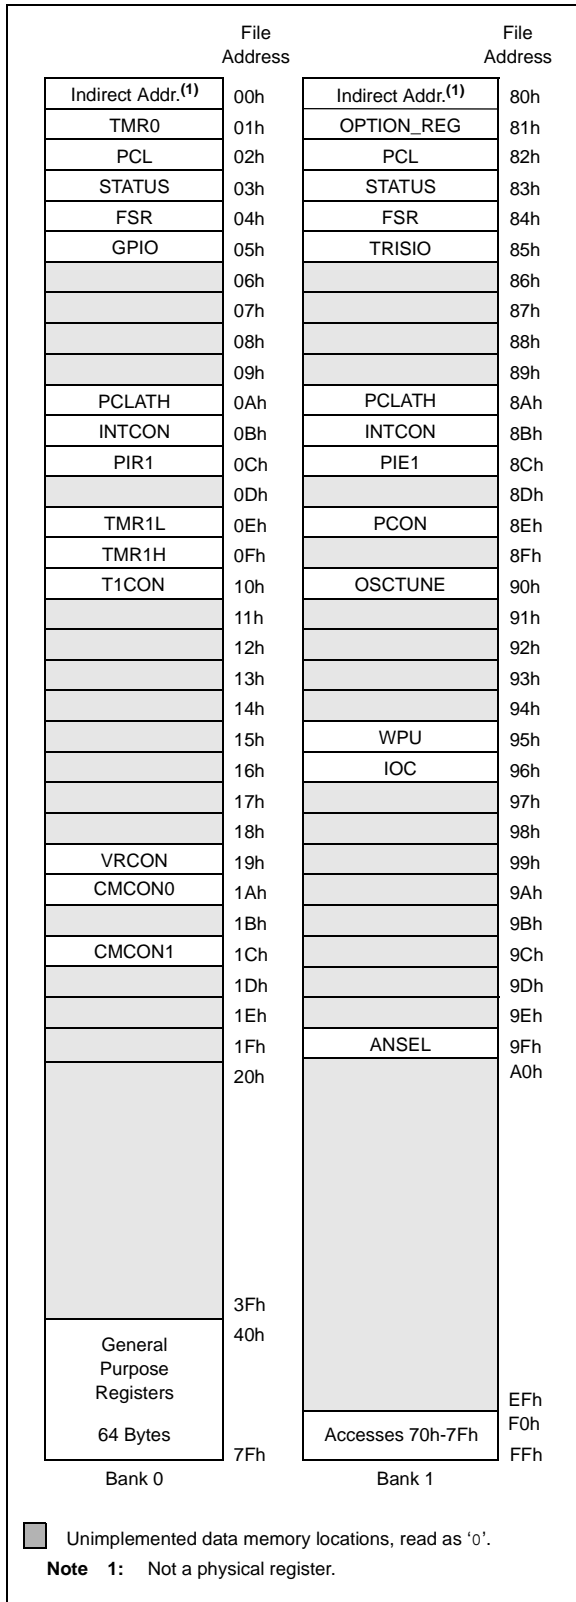 File Address File Address
Indirect Addr.(1) 00h Indirect Addr.(1) 80h
TMR0 01h OPTION_REG 81h
PCL 02h PCL 82h
STATUS 03h STATUS 83h
FSR 04h FSR 84h
GPIO 05h TRISIO 85h
06h 86h
07h 87h
08h 88h
09h 89h
PCLATH 0Ah PCLATH 8Ah
INTCON 0Bh INTCON 8Bh
PIR1 0Ch PIE1 8Ch
0Dh 8Dh
TMR1L 0Eh PCON 8Eh
TMR1H 0Fh 8Fh
T1CON 10h OSCTUNE 90h
11h 91h
12h 92h
13h 93h
14h 94h
15h WPU 95h
16h IOC 96h
17h 97h
18h 98h
VRCON 19h 99h
CMCON0 1Ah 9Ah
1Bh 9Bh
CMCON1 1Ch 9Ch
1Dh 9Dh
1Eh 9Eh
1Fh ANSEL 9Fh
20h A0h
3Fh
General 40h
Purpose
Registers
EFh
64 Bytes Accesses 70h-7Fh F0h
7Fh FFh
Bank 0 Bank 1
Unimplemented data memory locations, read as ‘0’.
Note 1: Not a physical register.